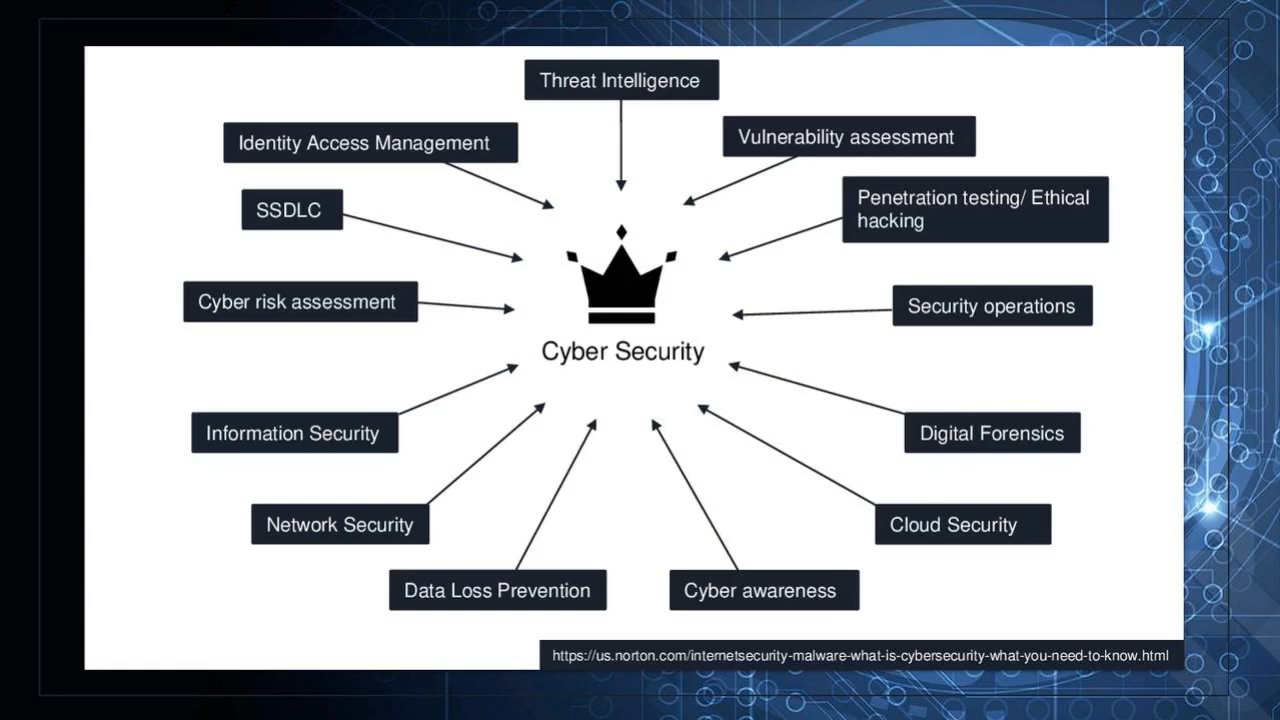 Threat Intelligence
Identity Access Management
Vulnerability assessment
SSDLC
Penetration testing/ Ethical
hacking
Cyber risk assessment
Security operations
Cyber Security
Information Security
Digital Forensics
Network Security
Cloud Security
Data Loss Prevention
Cyber awareness
https://us.norton.com/internetsecurity-malware-what-is-cybersecurity-what-you-need-to-know.html